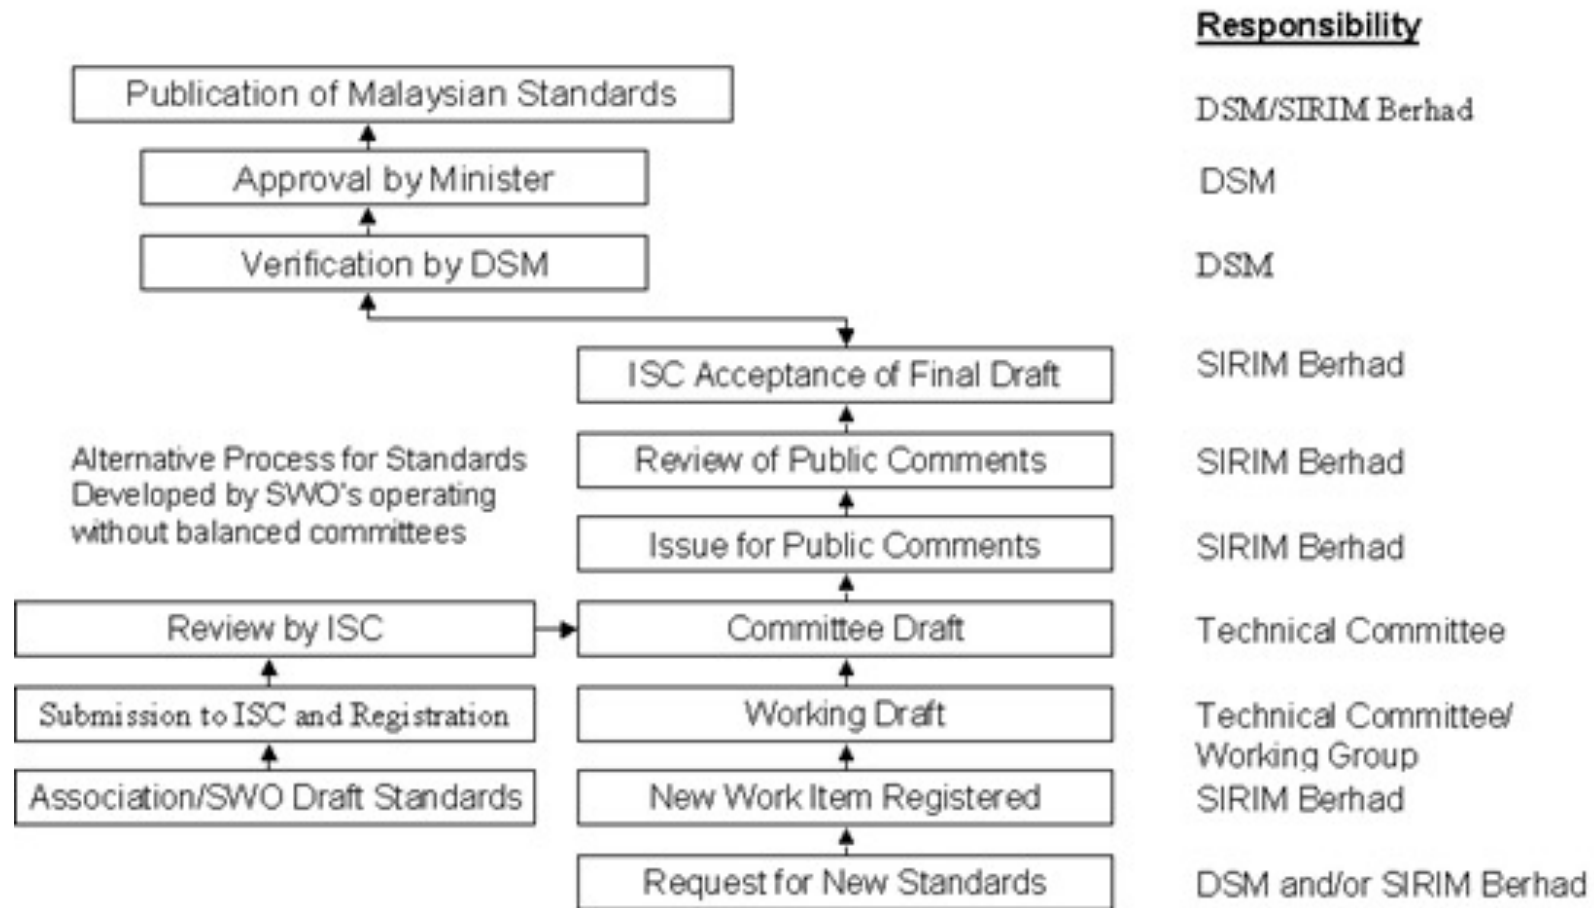 Responsibility
Publication of Malaysian Standards
DSM/SIRIM Berhad
Approval by Minister
DSM
Verification by DSM
DSM
ISC Acceptance of Final Draft
SIRIM Berhad
Alternative Process for Standards
Developed by SWO's operating
without balanced committees
Review of Public Comments
SIRIM Berhad
Issue for Public Comments
SIRIM Berhad
Review by ISC
Committee Draft
Technical Committee
Submission to ISC and Registration
Working Draft
Technical Committee/
Working Group
Association/SWO Draft Standards
New Work Item Registered
SIRIM Berhad
Request for New Standards
DSM and/or SIRIM Berhad